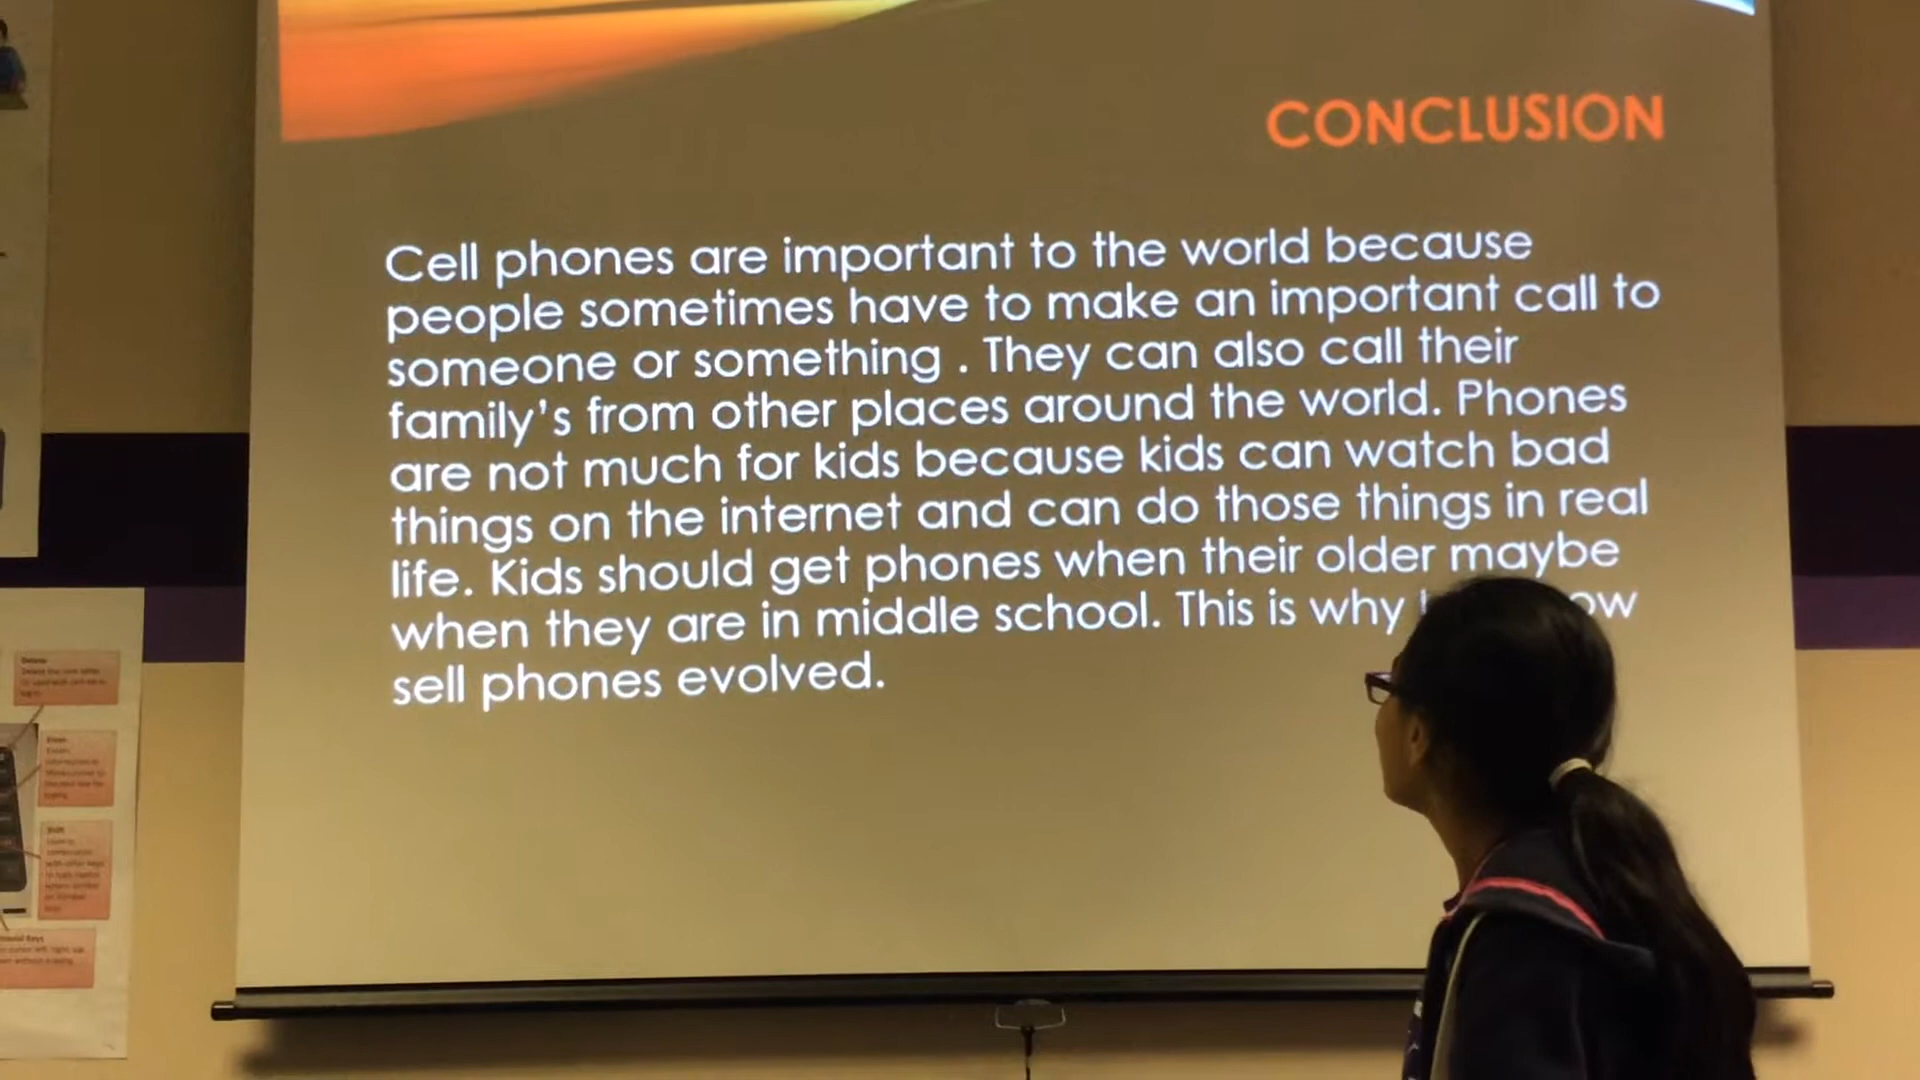 CONCLUSION
Cell phones are important to the world because
people sometimes have to make an important call to
someone or something . They can also call their
family's from other places around the world. Phones
are not much for kids because kids can watch bad
things on the internet and can do those things in real
life. Kids should get phones when their older maybe
when they are in middle school. This is why
sell phones evolved.
Delete
Enter
Shift